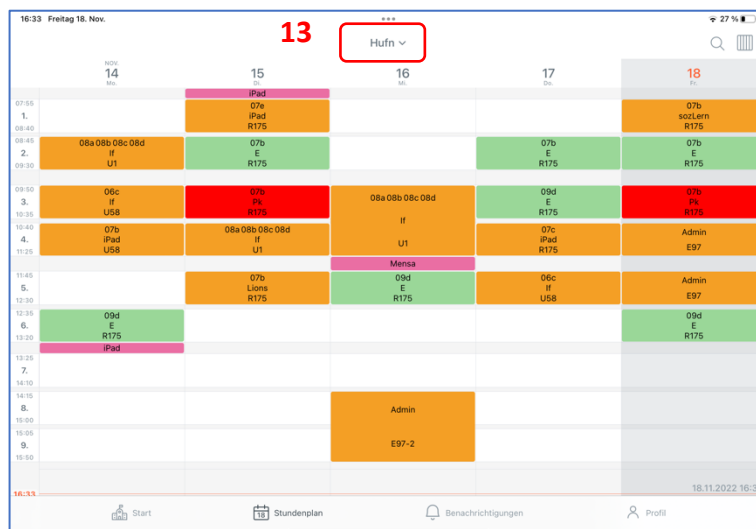 16:33 Freitag 18. Nov.
27 %
13
Hufn
NOV.
14
Mo.
15
Di.
16
Mi.
17
Do.
18
Fr.
iPad
07:55
1.
08:40
07e
iPad
R175
07b
sozLern
R175
08:45
2.
09:30
08a 08b 08c 08d
If
U1
07b
E
R175
07b
E
R175
07b
E
R175
09:50
3.
10:35
06c
If
U58
07b
Pk
R175
08a 08b 08c 08d
If
U1
09d
E
R175
07b
Pk
R175
10:40
4.
11:25
07b
iPad
U58
08a 08b 08c 08d
If
U1
07c
iPad
R175
Admin
E97
Mensa
11:45
5.
12:30
07b
Lions
R175
09d
E
R175
06c
If
U58
Admin
E97
12:35
6.
13:20
09d
E
R175
09d
E
R175
iPad
13:25
7.
14:10
14:15
8.
15:00
Admin
E97-2
15:05
9.
15:50
16:33
18.11.2022 16:3
Start
18
Stundenplan
Benachrichtigungen
Profil